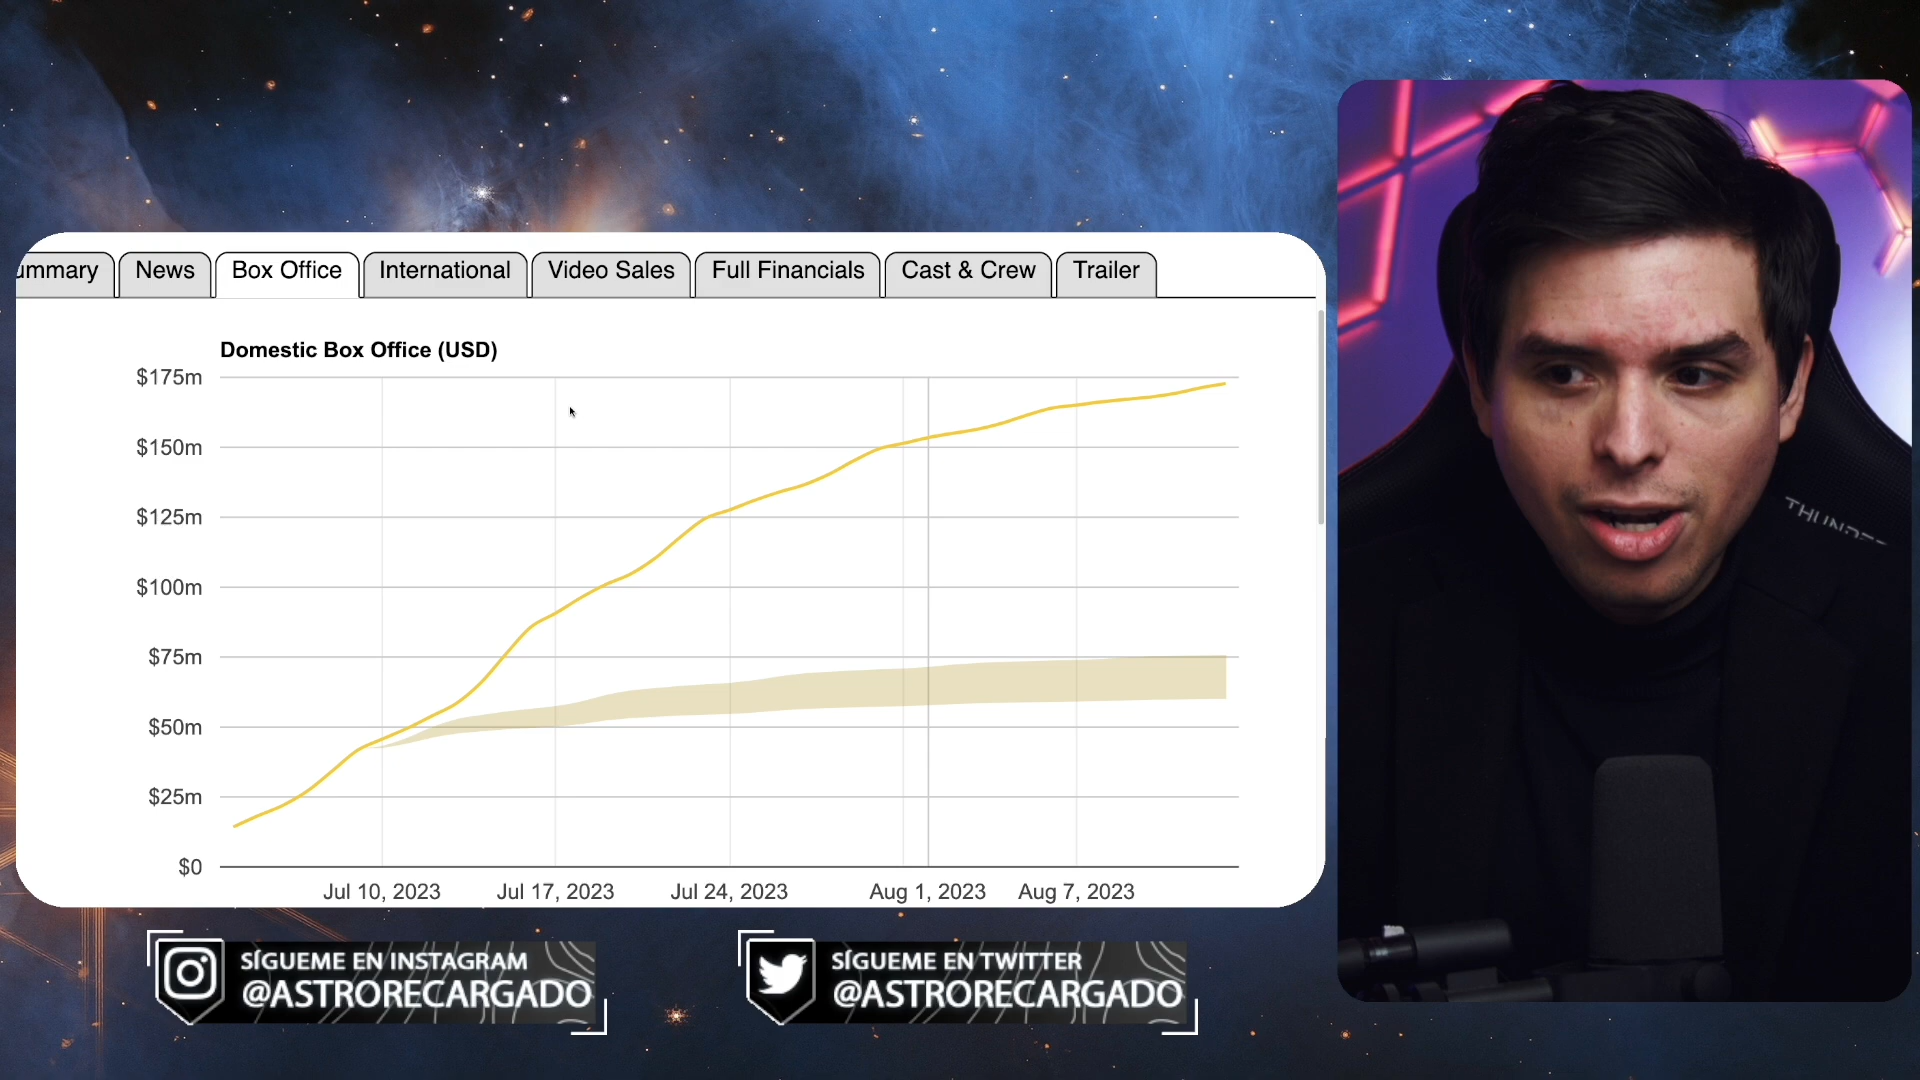 ummary News Box Office International Video Sales Full Financials Cast & Crew Trailer
Domestic Box Office (USD)
$175m
$150m
$125m
$100m
$75m
$50m
$25m
$0
Jul 10, 2023 Jul 17, 2023 Jul 24, 2023 Aug 1, 2023 Aug 7, 2023
SÍGUEME EN INSTAGRAM
@ASTRORECARGADO
SÍGUEME EN TWITTER
@ASTRORECARGADO